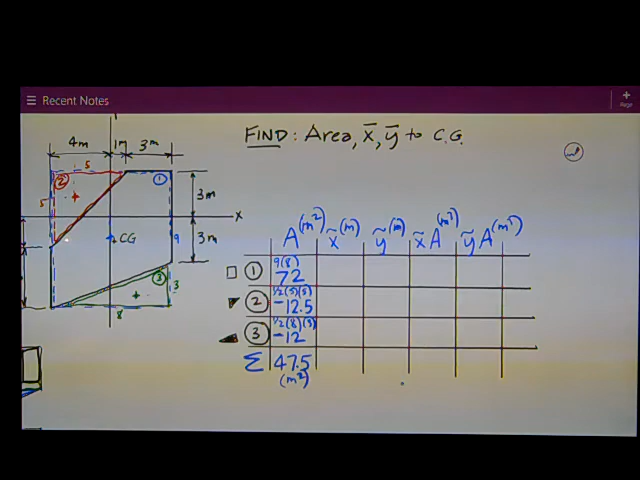 Recent Notes
+
Page
FIND: Area, x̄, ȳ to C.G.
4m 1m 3m
5
2 1
5
3m
x
CG
9
3m
3
3
8
A(m²) x̃(m) ỹ(m) x̃A(m³) ỹA(m³)
9(8)
1 72
½(5)(5)
2 -12.5
½(8)(3)
3 -12
Σ 47.5
(m²)